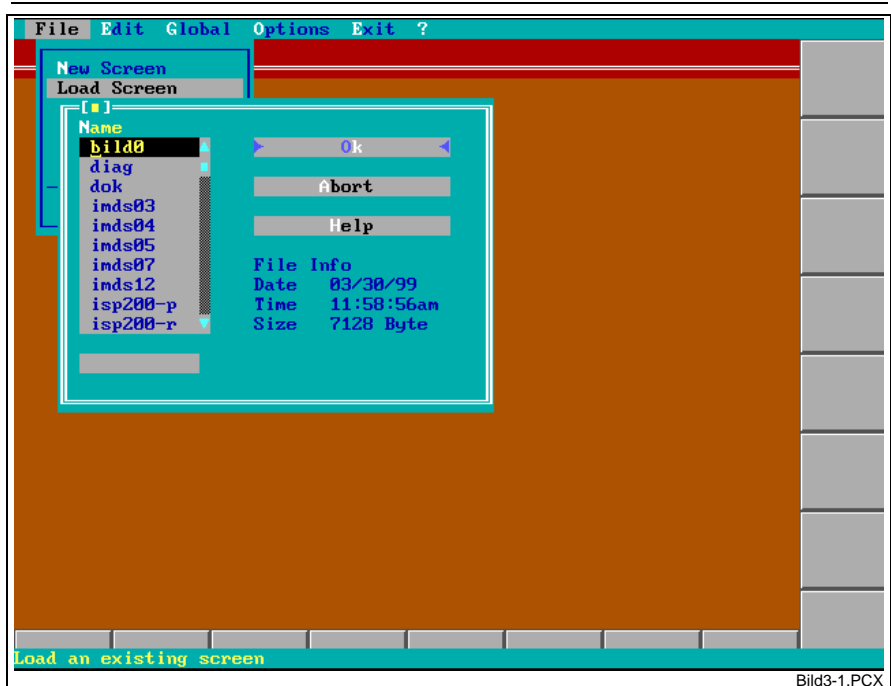 File Edit Global Options Exit ?
New Screen
Load Screen
[■]
Name
bild0
diag
dok
imds03
imds04
imds05
imds07
imds12
isp200-p
isp200-r
Ok
Abort
Help
File Info
Date 03/30/99
Time 11:58:56am
Size 7128 Byte
Load an existing screen
Bild3-1.PCX